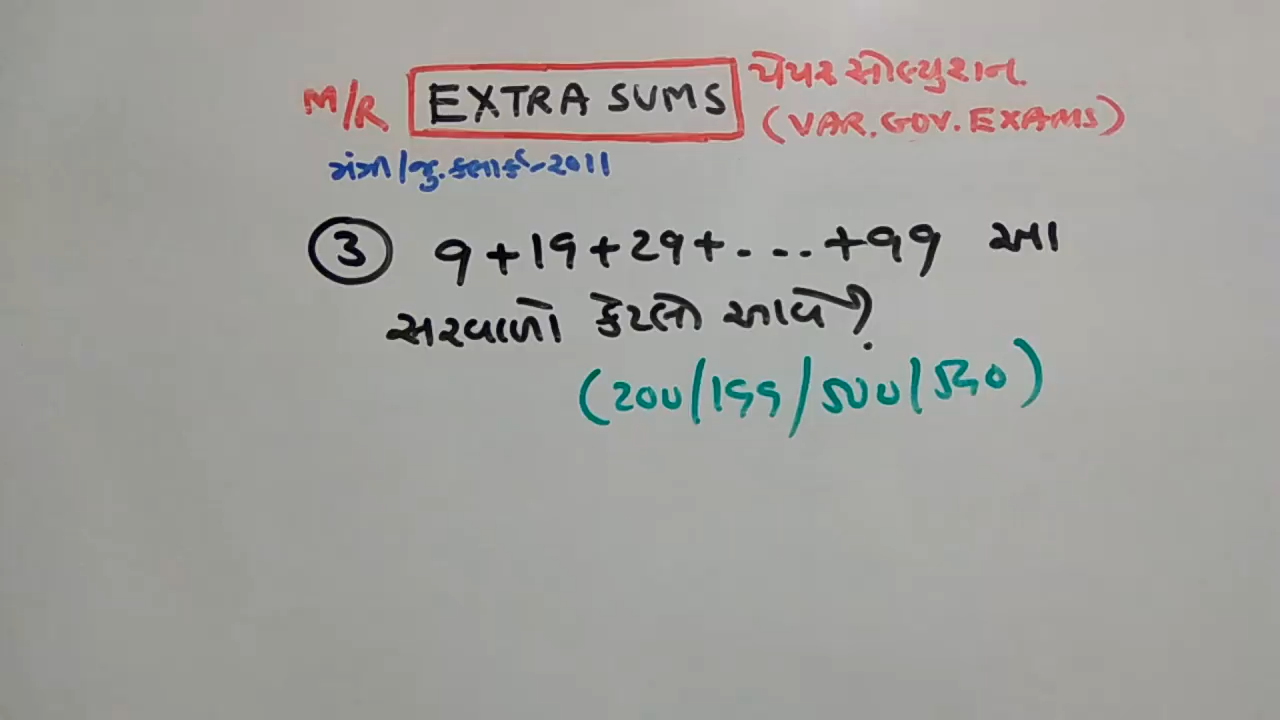 M/R EXTRA SUMS પેપર સોલ્યુશન
(VAR. GOV. EXAMS)
મંત્રી/જુ. ક્લાર્ક-2011
③ 9+19+29+....+99 આ
સરવાળો કેટલો આવે?
(200/199/500/540)